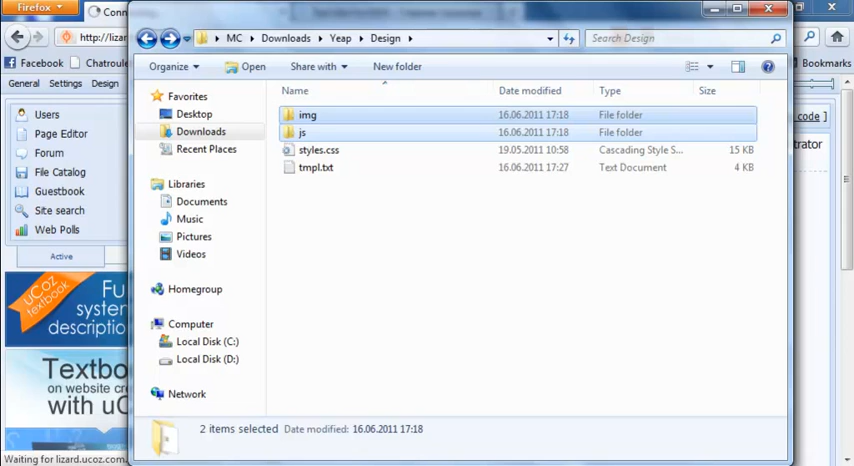 Firefox
Connecting
http://lizar
MC Downloads Yeap Design
Search Design
Facebook
Chatroule
Bookmarks
General Settings Desig
Organize Open Share with New folder
Name Date modified Type Size
img 16.06.2011 17:18 File folder
js 16.06.2011 17:18 File folder
styles.css 19.05.2011 10:58 Cascading Style S... 15 KB
tmpl.txt 16.06.2011 17:27 Text Document 4 KB
Favorites
Desktop
Downloads
Recent Places
Libraries
Documents
Music
Pictures
Videos
Homegroup
Computer
Local Disk (C:)
Local Disk (D:)
Network
2 items selected Date modified: 16.06.2011 17:18
Users
Page Editor
Forum
File Catalog
Guestbook
Site search
Web Polls
Active
uCoz
textbook
Fu
system
description
Textbo
on website cre
with uC
Waiting for lizard.ucoz.com.
code ]
trator